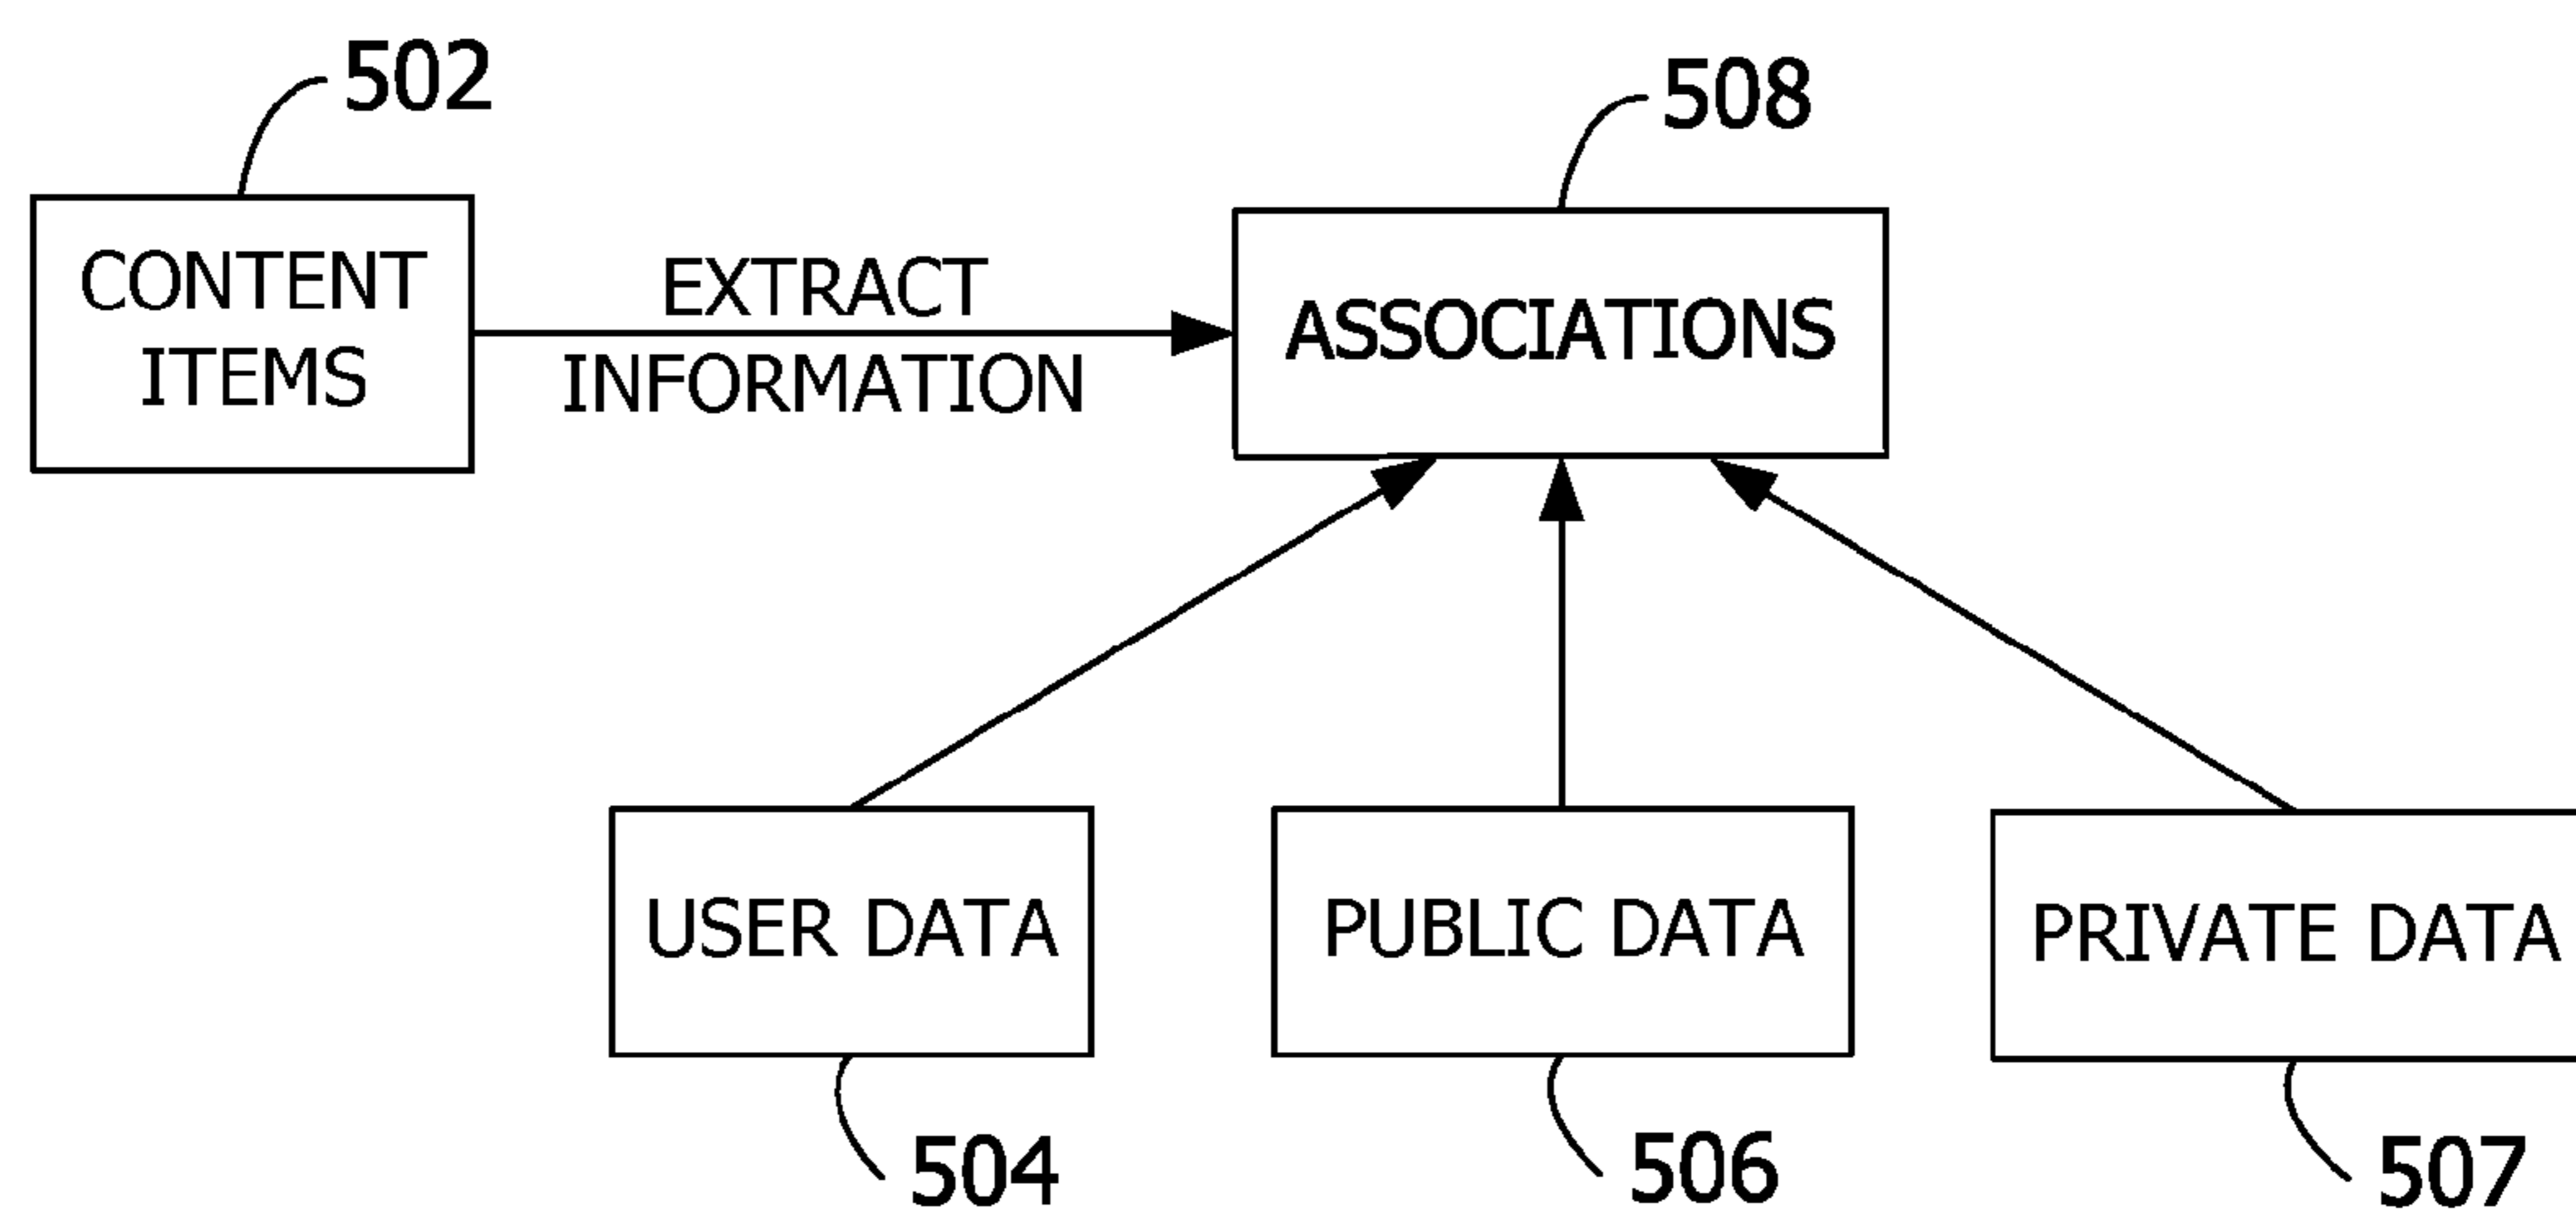 502
508
CONTENT
ITEMS
EXTRACT
INFORMATION
ASSOCIATIONS
USER DATA
PUBLIC DATA
PRIVATE DATA
504
506
507